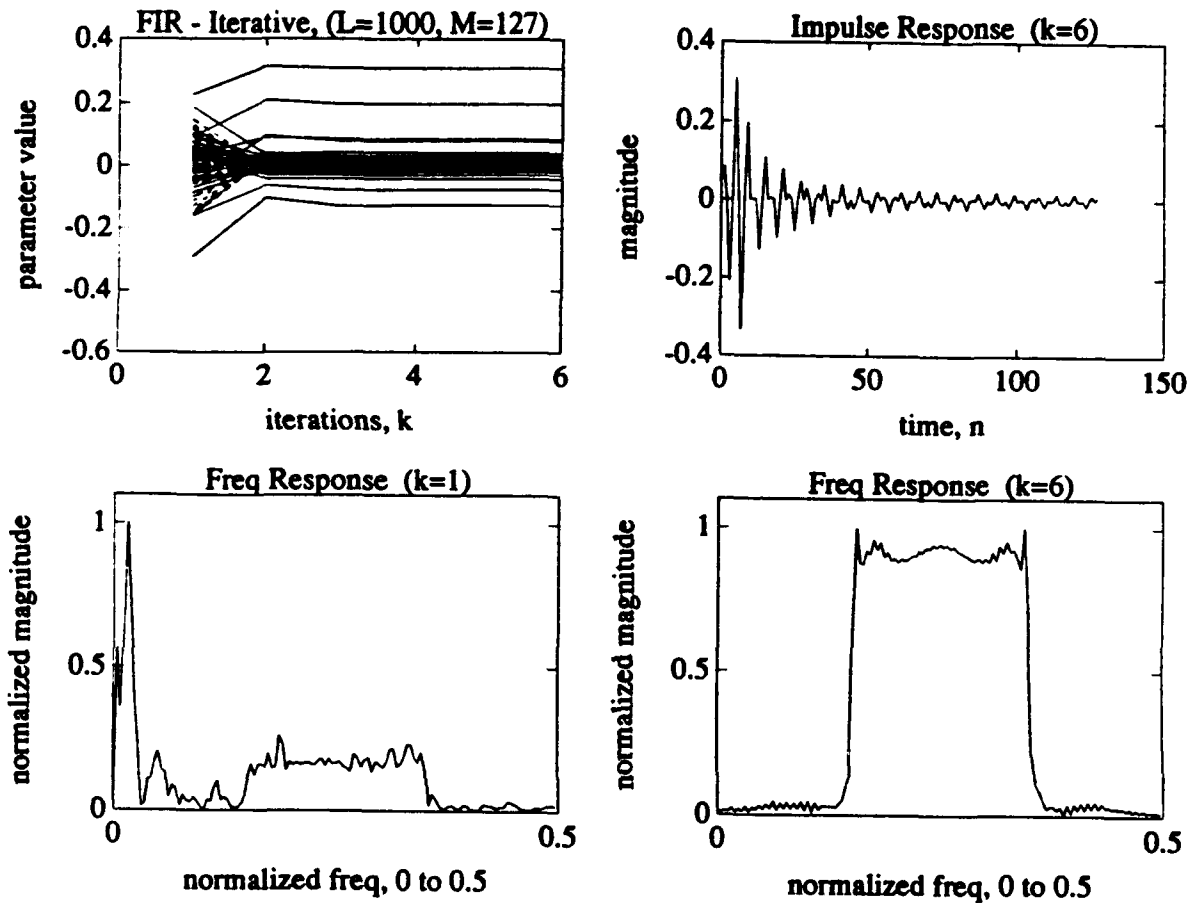 FIR - Iterative, (L=1000, M=127)
0.4
0.2
0
-0.2
-0.4
-0.6
parameter value
0
2
4
6
iterations, k
Impulse Response (k=6)
0.4
0.2
0
-0.2
-0.4
magnitude
0
50
100
150
time, n
Freq Response (k=1)
1
0.5
0
normalized magnitude
0
0.5
normalized freq, 0 to 0.5
Freq Response (k=6)
1
0.5
0
normalized magnitude
0
0.5
normalized freq, 0 to 0.5